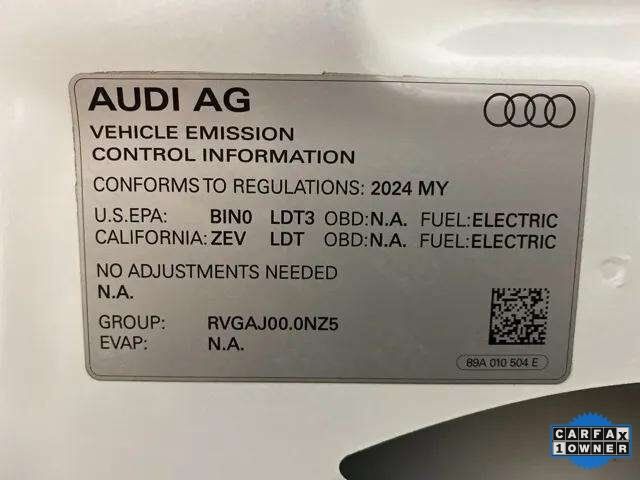 AUDI AG
VEHICLE EMISSION
CONTROL INFORMATION
CONFORMS TO REGULATIONS: 2024 MY
U.S.EPA: BIN0 LDT3 OBD:N.A. FUEL:ELECTRIC
CALIFORNIA: ZEV LDT OBD:N.A. FUEL:ELECTRIC
NO ADJUSTMENTS NEEDED
N.A.
GROUP: RVGAJ00.0NZ5
EVAP: N.A.
89A 010 504 E
CARFAX
1 OWNER